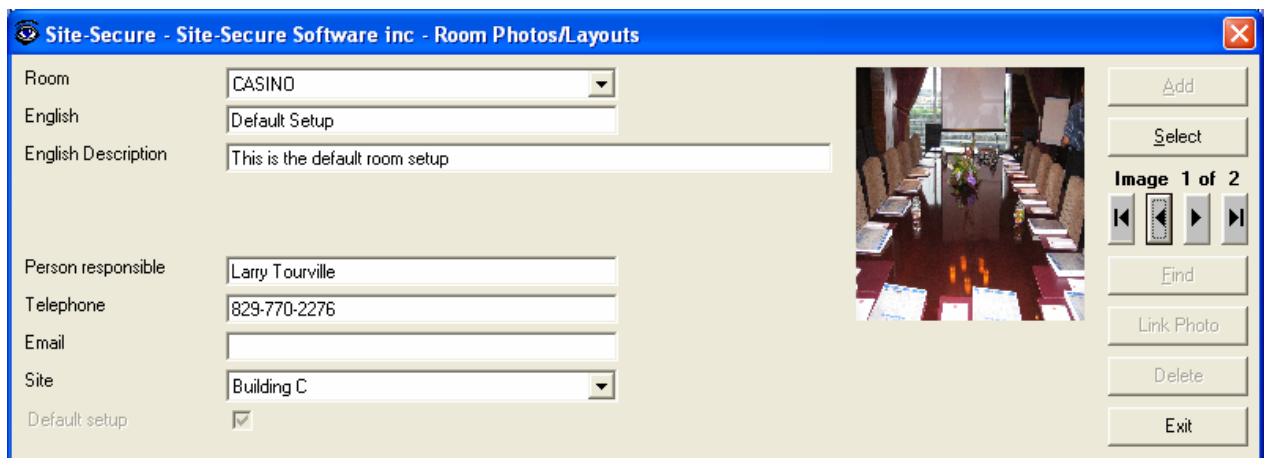 Site-Secure - Site-Secure Software inc - Room Photos/Layouts
Room CASINO
English Default Setup
English Description This is the default room setup
Person responsible Larry Tourville
Telephone 829-770-2276
Email
Site Building C
Default setup
Add
Select
Image 1 of 2
Find
Link Photo
Delete
Exit